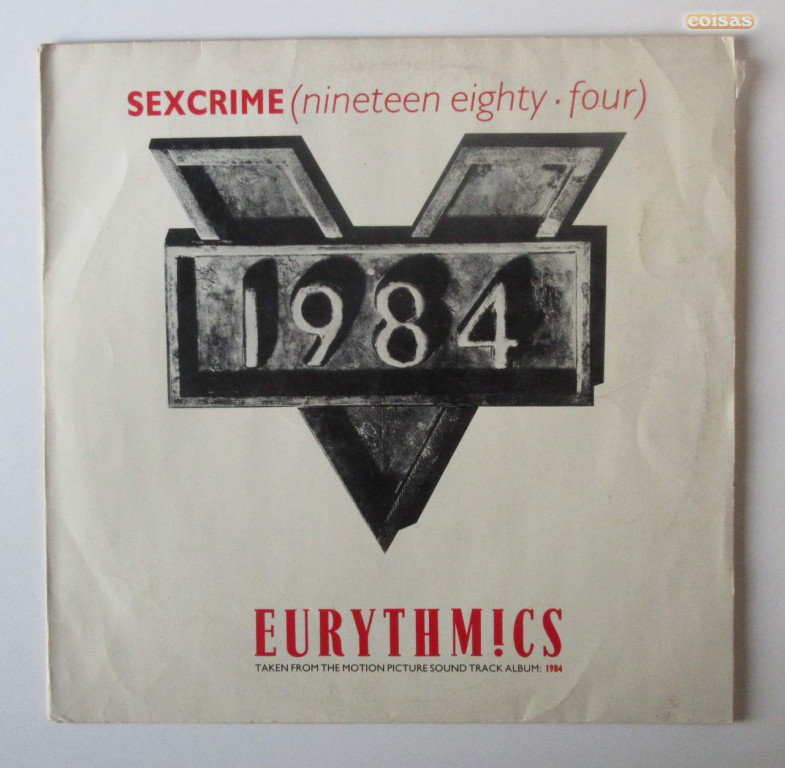 coisas
SEXCRIME (nineteen eighty · four)
1984
EURYTHM!CS
TAKEN FROM THE MOTION PICTURE SOUND TRACK ALBUM: 1984